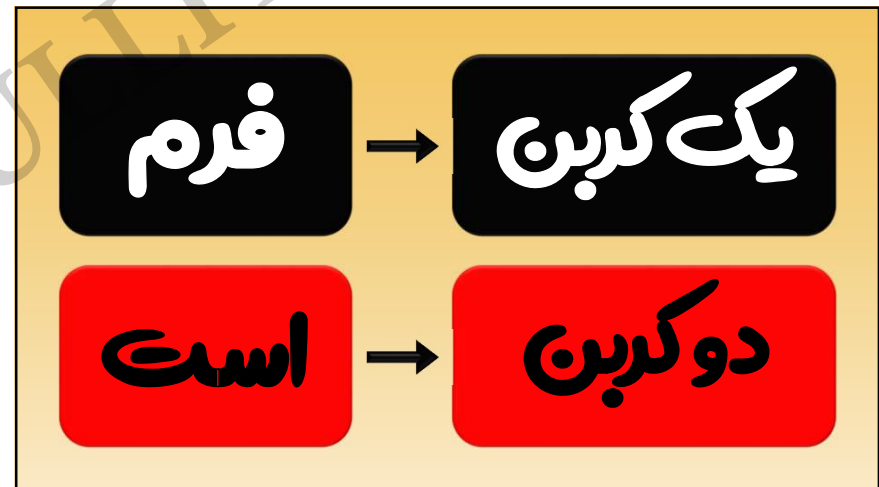 فرم → یک کربن
است → دو کربن